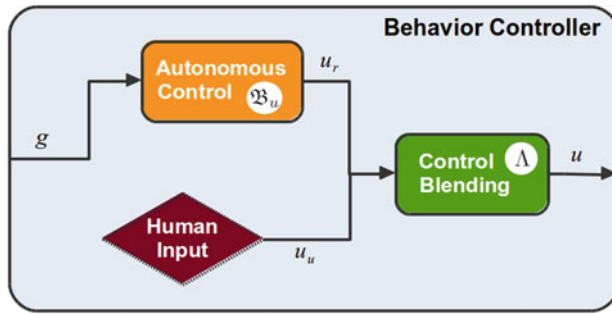 Behavior Controller
Autonomous
Control
𝔅u
ur
g
Control
Blending
Λ
u
Human
Input
uu